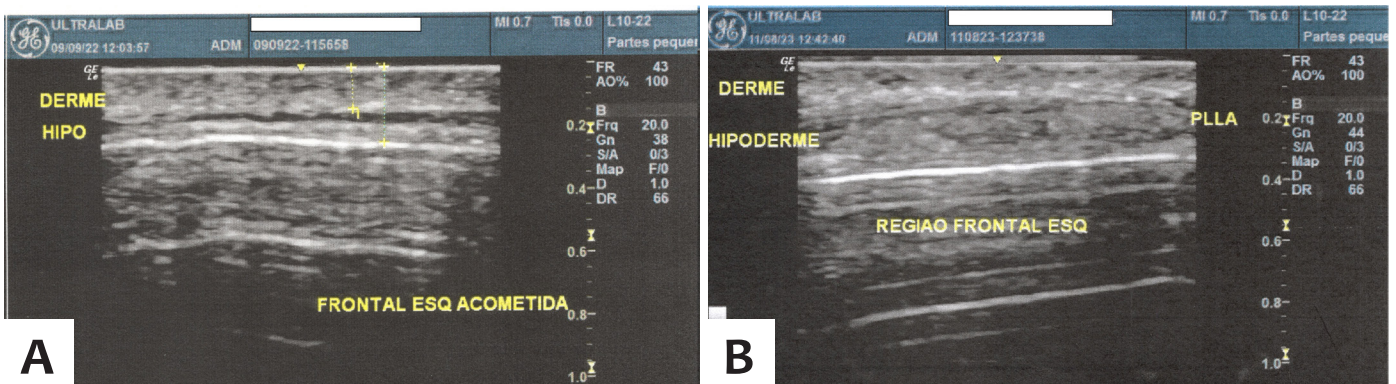 ULTRALAB
09/09/22 12:03:57
ADM
090922-115658
MI 0.7
TIs 0.0
L10-22
Partes pequer
GE
Le
DERME
HIPO
FR 43
AO% 100
B
Frq 20.0
Gn 38
S/A 0/3
Map F/0
D 1.0
DR 66
0.2
0.4
0.6
0.8
1.0
FRONTAL ESQ ACOMETIDA
A
ULTRALAB
11/08/23 12:42:40
ADM
110823-123738
MI 0.7
TIs 0.0
L10-22
Partes pequer
GE
Le
DERME
HIPODERME
PLLA
FR 43
AO% 100
B
Frq 20.0
Gn 44
S/A 0/3
Map F/0
D 1.0
DR 66
0.2
0.4
0.6
0.8
1.0
REGIAO FRONTAL ESQ
B